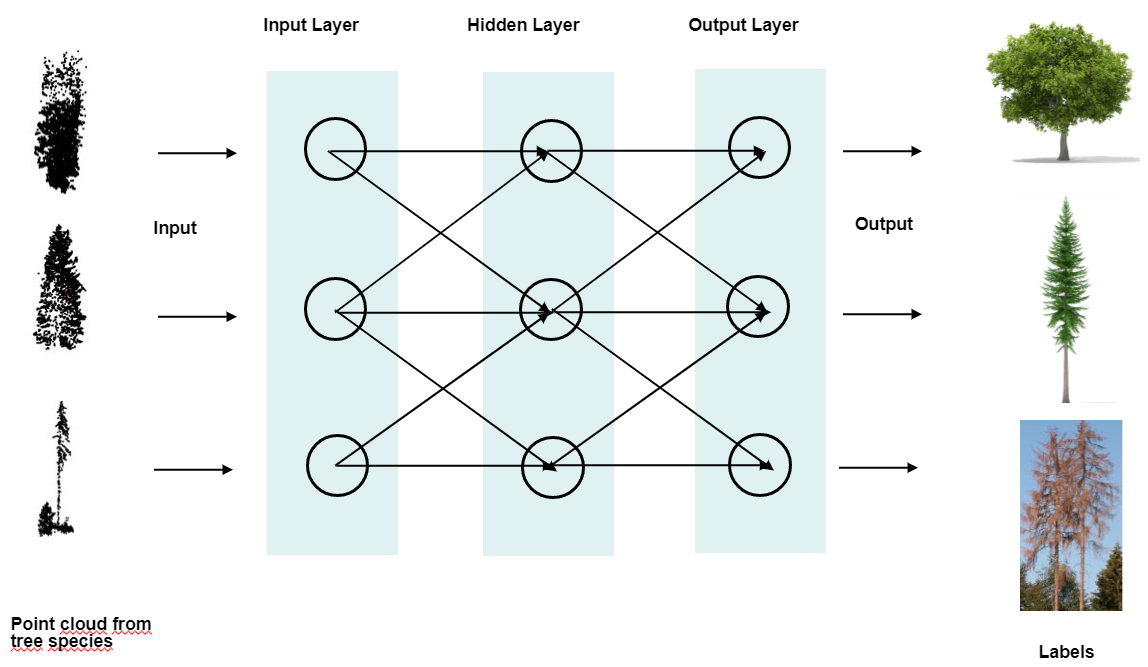 Input Layer
Hidden Layer
Output Layer
Input
Output
Point cloud from
tree species
Labels